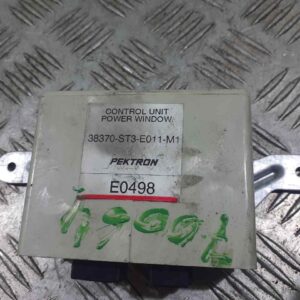 CONTROL UNIT
POWER WINDOW
38370-ST3-E011-M1
PEKTRON
E0498